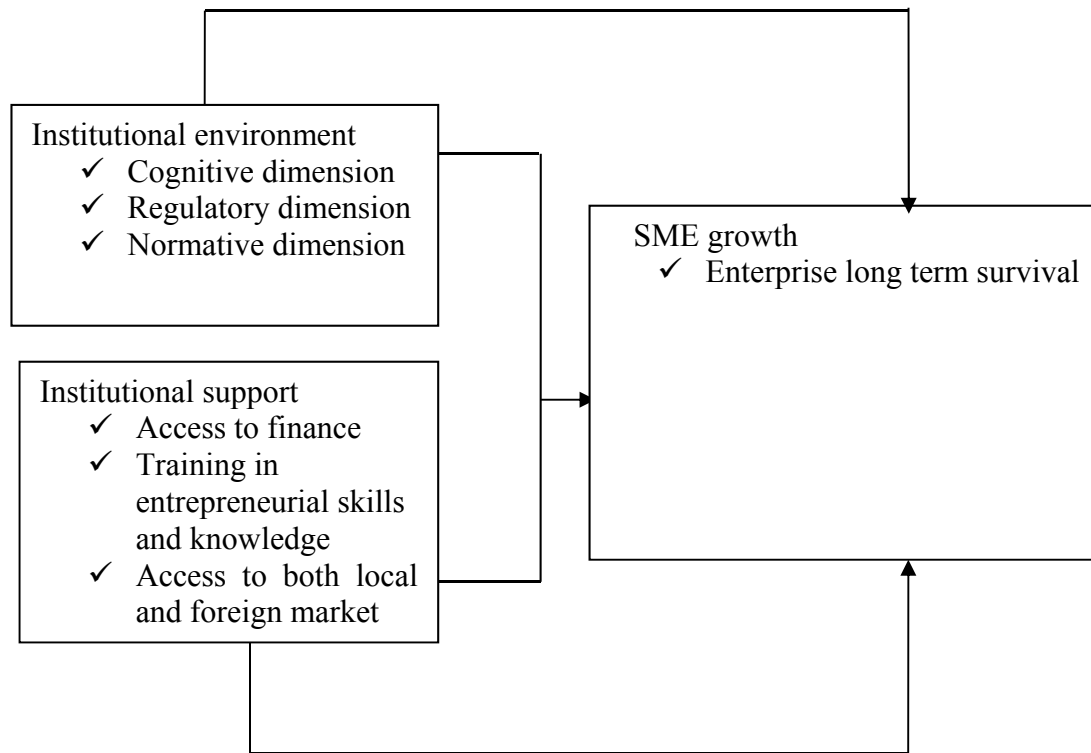 Institutional environment
✓ Cognitive dimension
✓ Regulatory dimension
✓ Normative dimension
SME growth
✓ Enterprise long term survival
Institutional support
✓ Access to finance
✓ Training in
entrepreneurial skills
and knowledge
✓ Access to both local
and foreign market